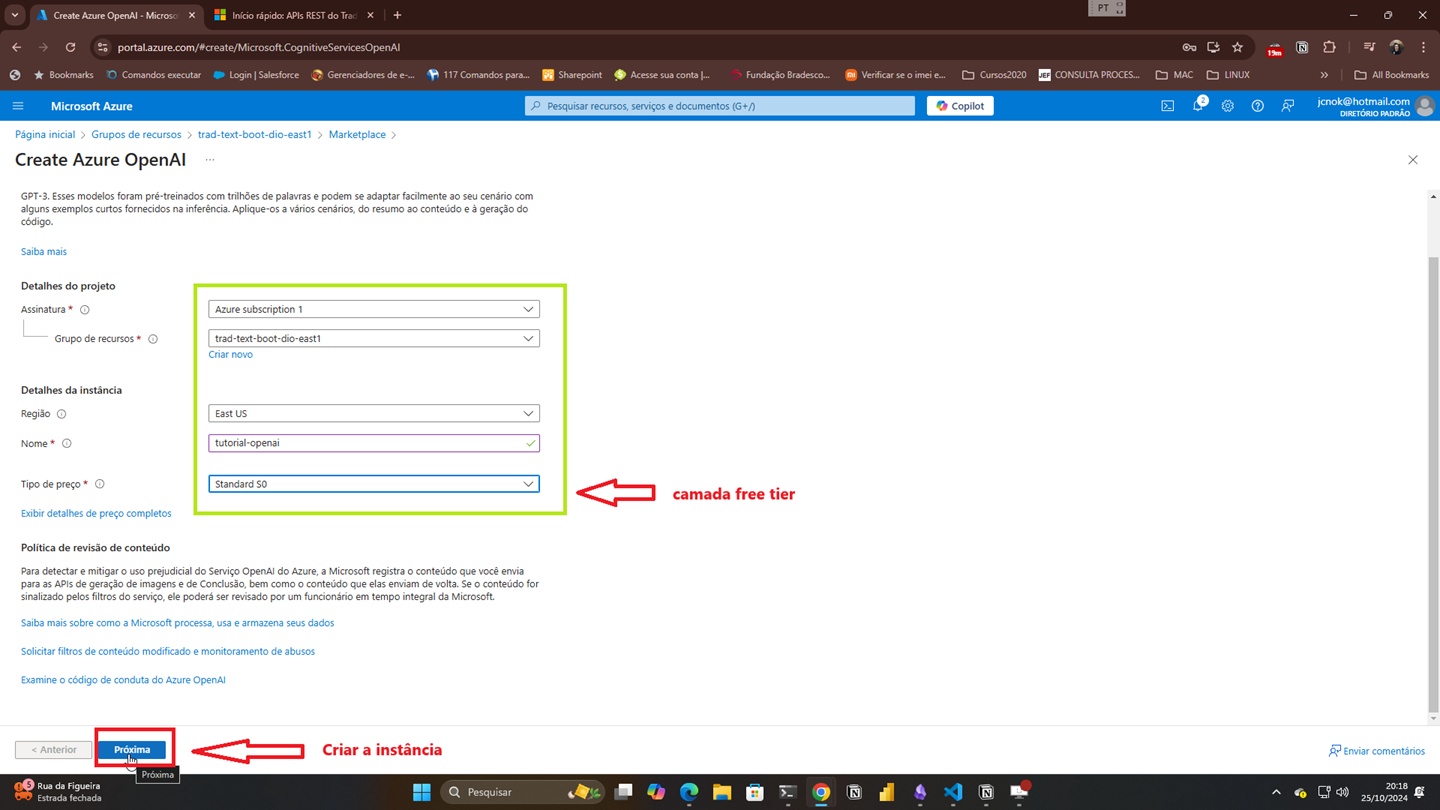 PT
Create Azure OpenAI - Microso
Início rápido: APIs REST do Trad
portal.azure.com/#create/Microsoft.CognitiveServicesOpenAI
19m
Bookmarks
Comandos executar
Login | Salesforce
Gerenciadores de e-...
117 Comandos para...
Sharepoint
Acesse sua conta |...
Fundação Bradesco...
Verificar se o imei e...
Cursos2020
JEF CONSULTA PROCES...
MAC
LINUX
All Bookmarks
Microsoft Azure
Pesquisar recursos, serviços e documentos (G+/)
Copilot
2
jcnok@hotmail.com
DIRETÓRIO PADRÃO
Página inicial > Grupos de recursos > trad-text-boot-dio-east1 > Marketplace >
Create Azure OpenAI ...
GPT-3. Esses modelos foram pré-treinados com trilhões de palavras e podem se adaptar facilmente ao seu cenário com
alguns exemplos curtos fornecidos na inferência. Aplique-os a vários cenários, do resumo ao conteúdo e à geração do
código.
Saiba mais
Detalhes do projeto
Assinatura *
Azure subscription 1
Grupo de recursos *
trad-text-boot-dio-east1
Criar novo
Detalhes da instância
Região
East US
Nome *
tutorial-openai
Tipo de preço *
Standard S0
camada free tier
Exibir detalhes de preço completos
Política de revisão de conteúdo
Para detectar e mitigar o uso prejudicial do Serviço OpenAI do Azure, a Microsoft registra o conteúdo que você envia
para as APIs de geração de imagens e de Conclusão, bem como o conteúdo que elas enviam de volta. Se o conteúdo for
sinalizado pelos filtros do serviço, ele poderá ser revisado por um funcionário em tempo integral da Microsoft.
Saiba mais sobre como a Microsoft processa, usa e armazena seus dados
Solicitar filtros de conteúdo modificado e monitoramento de abusos
Examine o código de conduta do Azure OpenAI
< Anterior
Próxima
Criar a instância
Enviar comentários
Próxima
5
Rua da Figueira
Estrada fechada
Pesquisar
20:18
25/10/2024